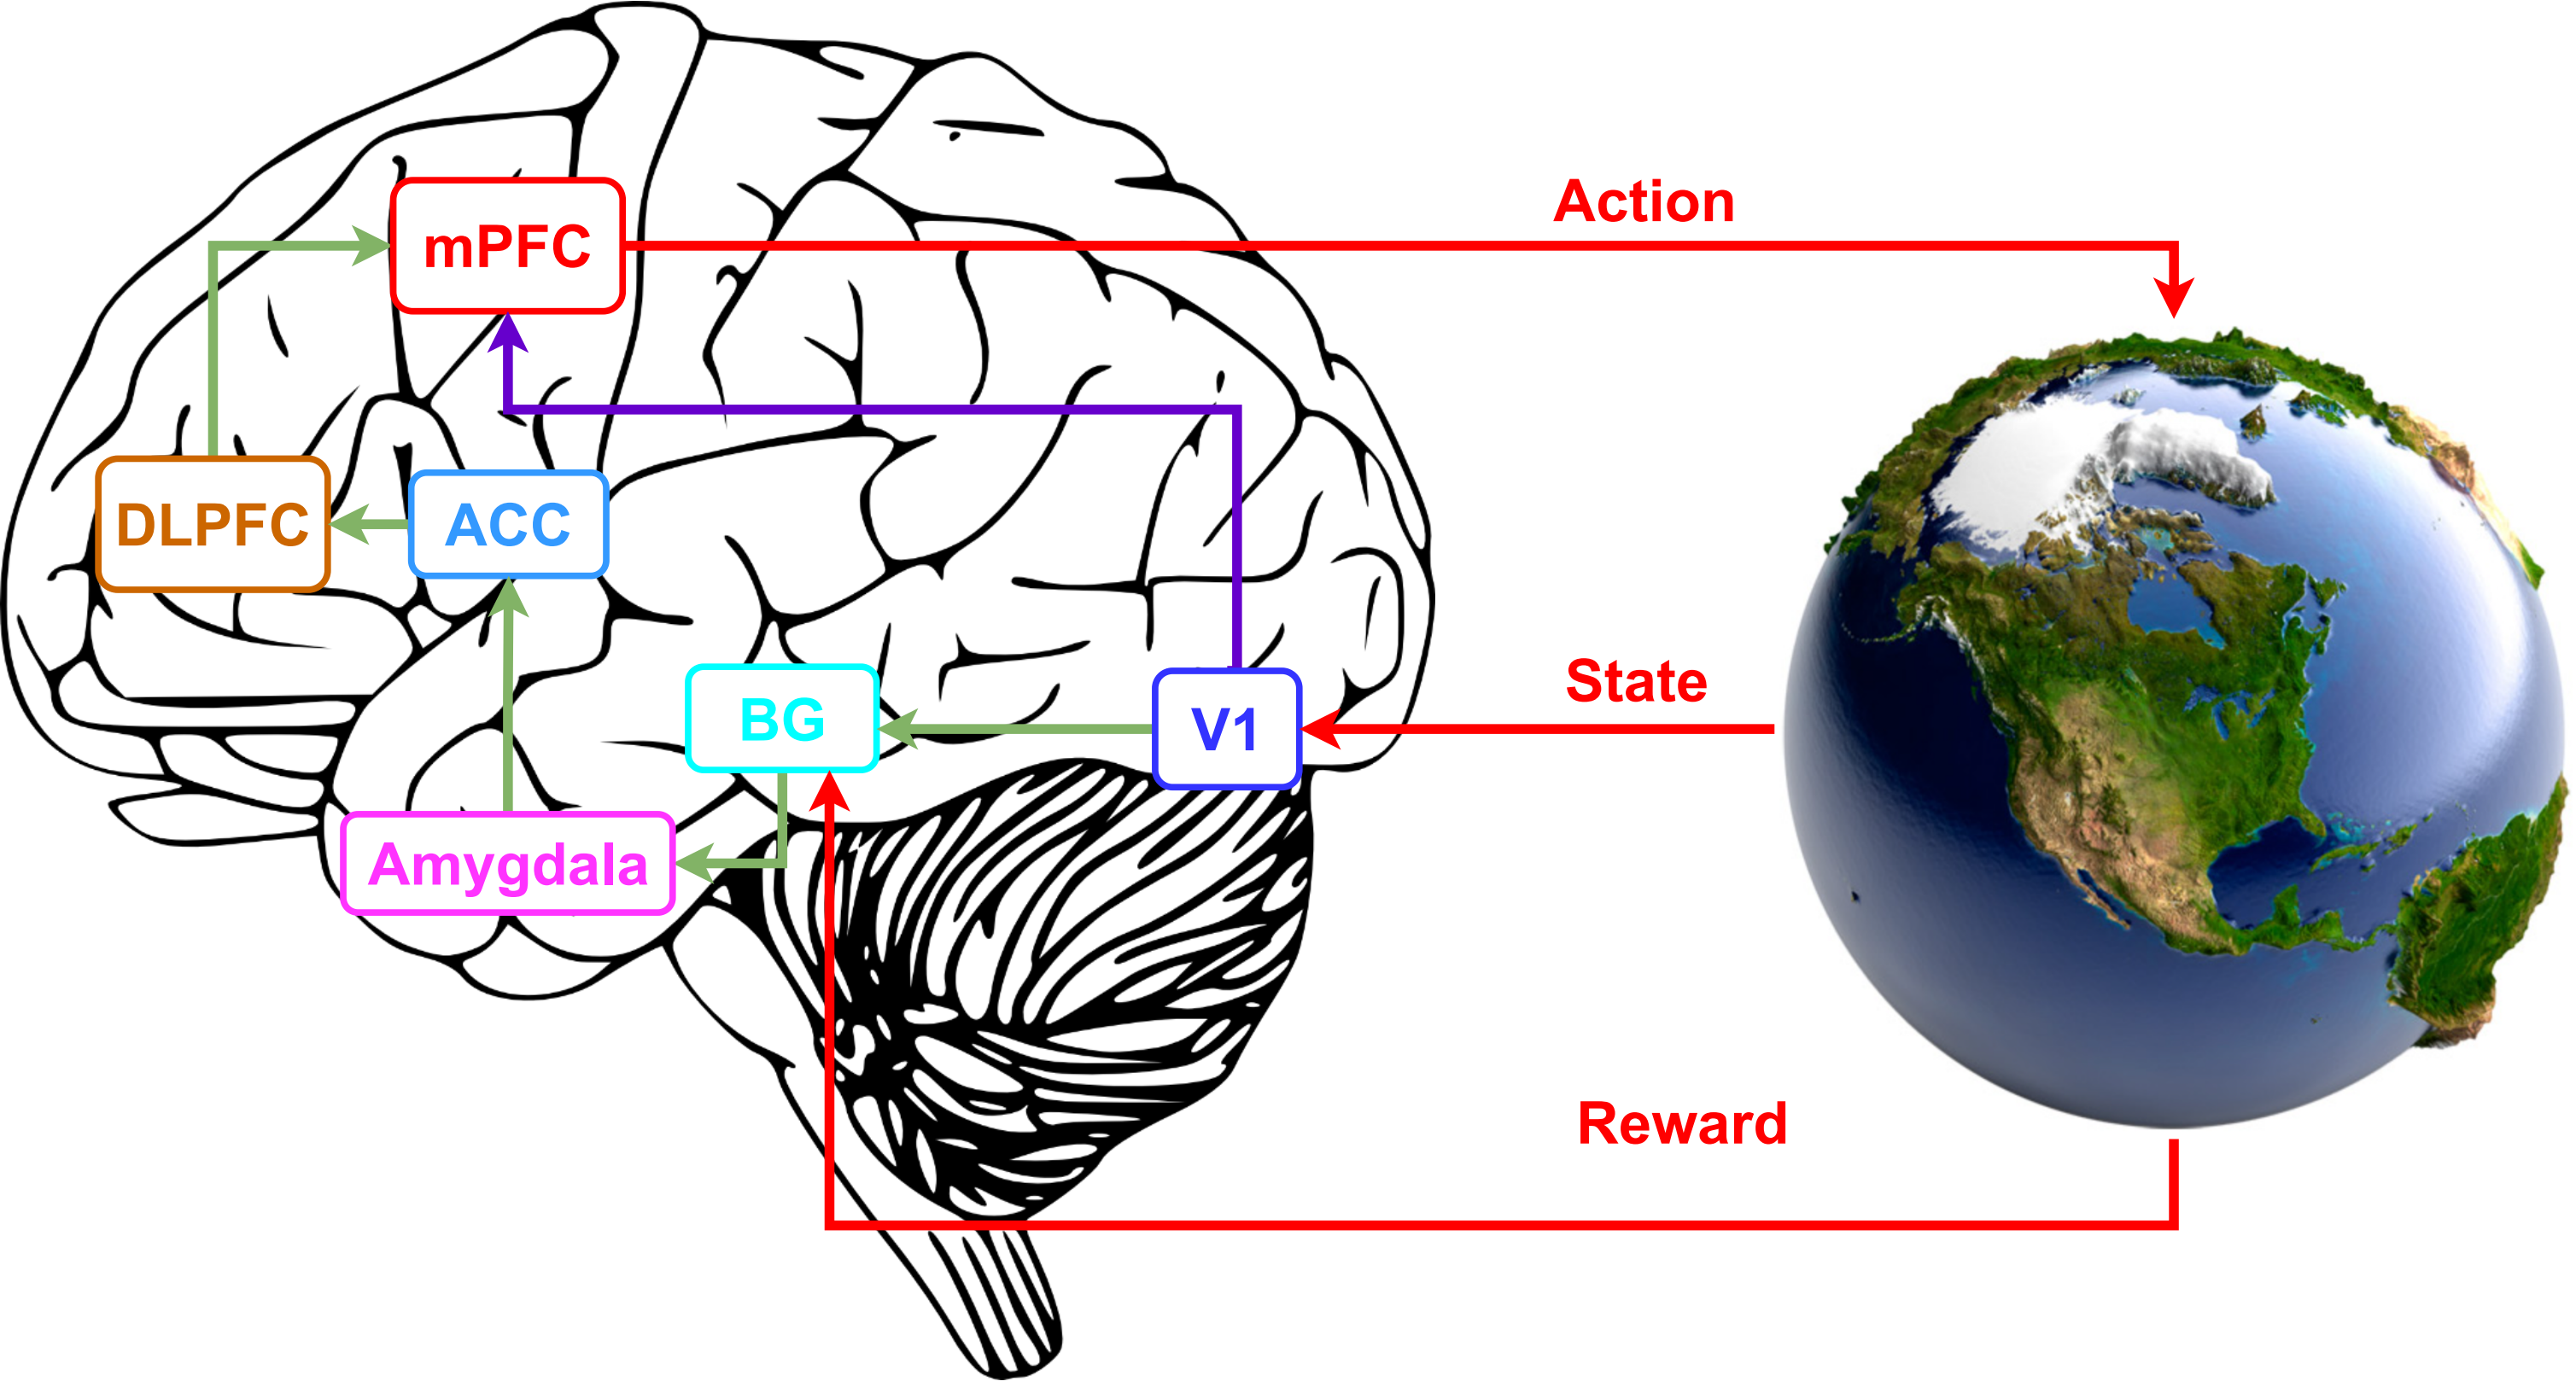 mPFC
Action
DLPFC
ACC
State
BG
V1
Amygdala
Reward